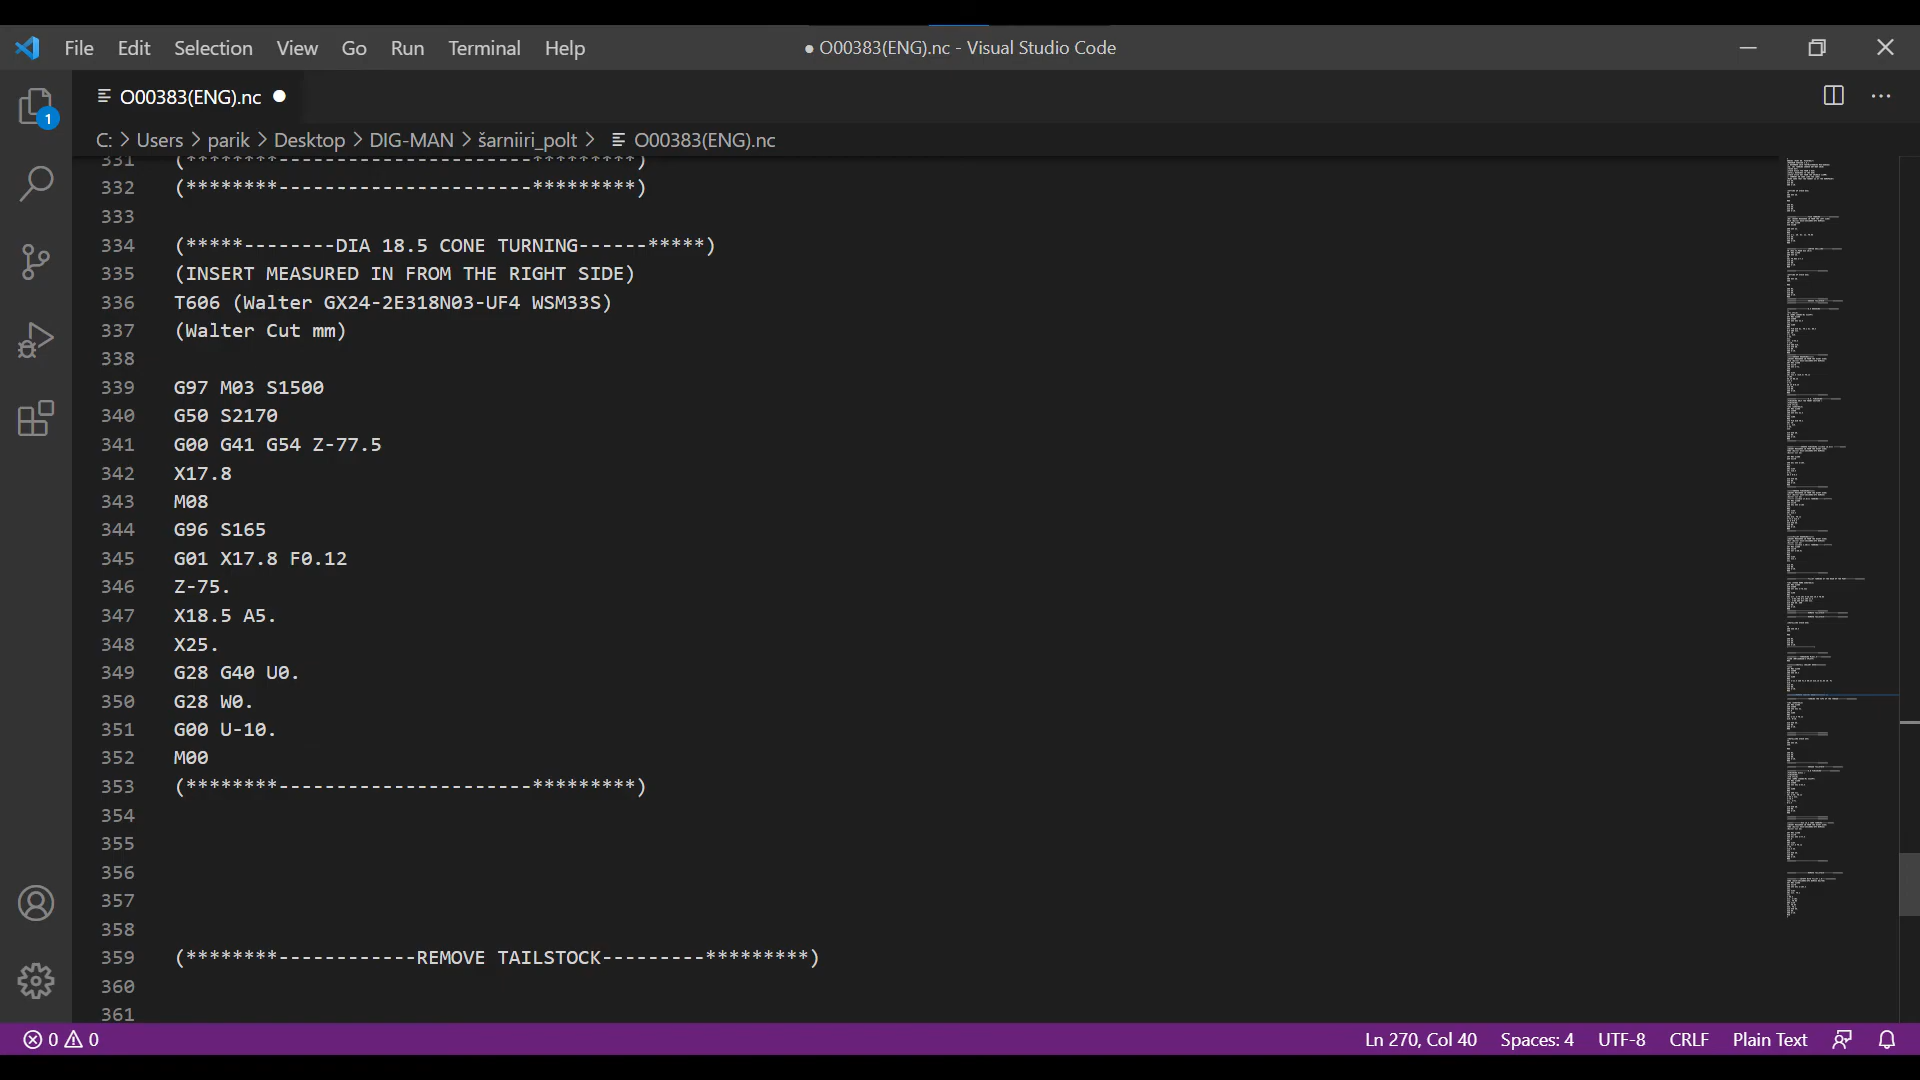 File Edit Selection View Go Run Terminal Help ● O00383(ENG).nc - Visual Studio Code
O00383(ENG).nc
1
C: > Users > parik > Desktop > DIG-MAN > šarniiri_polt > O00383(ENG).nc
331 (********----------------------*********)
332 (********----------------------*********)
333
334 (*****--------DIA 18.5 CONE TURNING------*****)
335 (INSERT MEASURED IN FROM THE RIGHT SIDE)
336 T606 (Walter GX24-2E318N03-UF4 WSM33S)
337 (Walter Cut mm)
338
339 G97 M03 S1500
340 G50 S2170
341 G00 G41 G54 Z-77.5
342 X17.8
343 M08
344 G96 S165
345 G01 X17.8 F0.12
346 Z-75.
347 X18.5 A5.
348 X25.
349 G28 G40 U0.
350 G28 W0.
351 G00 U-10.
352 M00
353 (********----------------------*********)
354
355
356
357
358
359 (********------------REMOVE TAILSTOCK---------*********)
360
361
0 0 Ln 270, Col 40 Spaces: 4 UTF-8 CRLF Plain Text